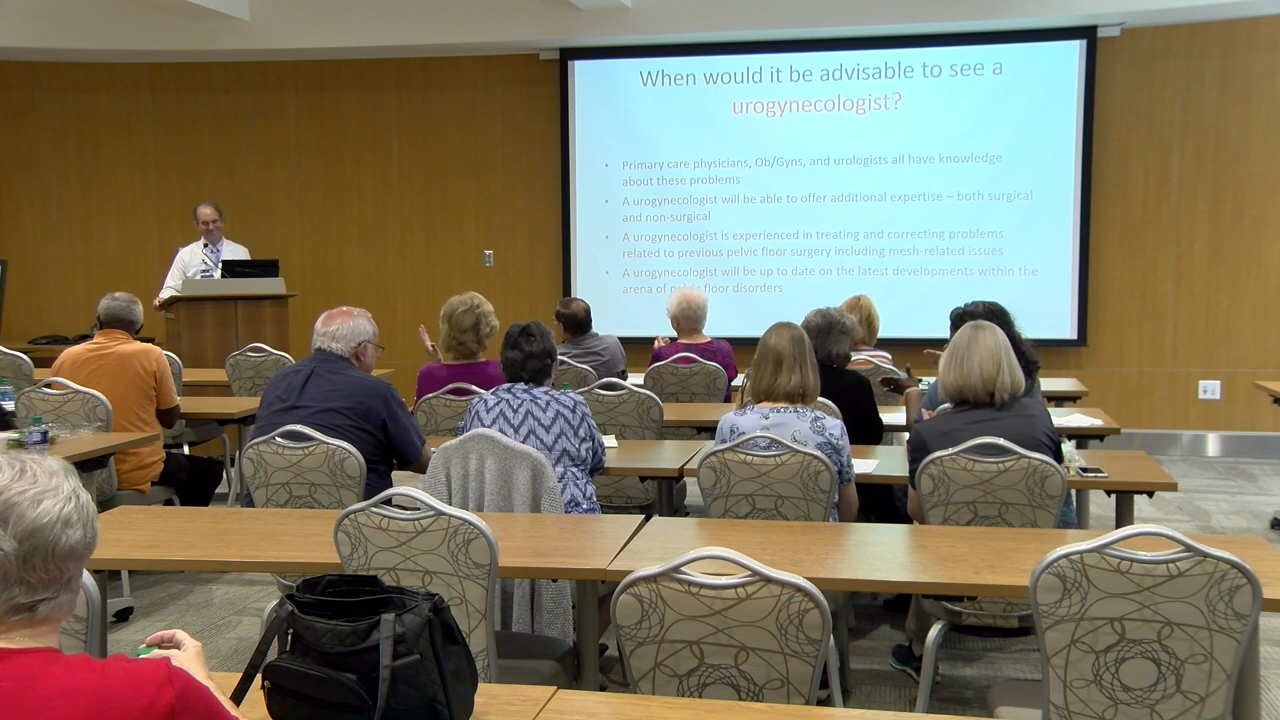 When would it be advisable to see a
urogynecologist?
• Primary care physicians, Ob/Gyns, and urologists all have knowledge
about these problems
• A urogynecologist will be able to offer additional expertise – both surgical
and non-surgical
• A urogynecologist is experienced in treating and correcting problems
related to previous pelvic floor surgery including mesh-related issues
• A urogynecologist will be up to date on the latest developments within the
arena of pelvic floor disorders